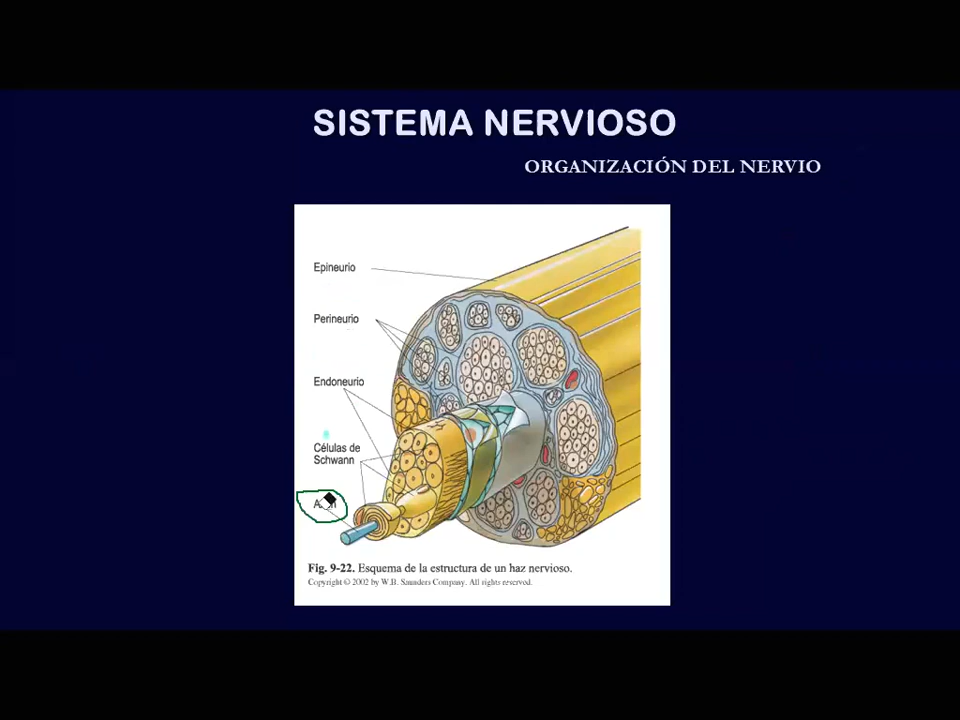 SISTEMA NERVIOSO
ORGANIZACIÓN DEL NERVIO
Epineurio
Perineurio
Endoneurio
Células de
Schwann
Fig. 9-22. Esquema de la estructura de un haz nervioso.
Copyright © 2002 by W.B. Saunders Company. All rights reserved.